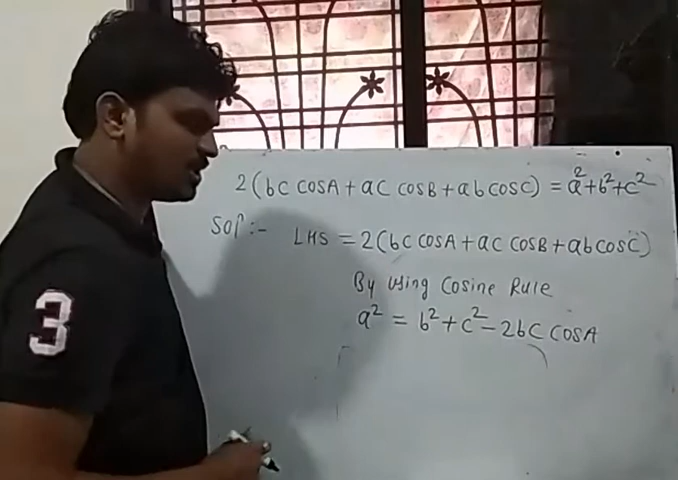 2(bc cosA + ac cosB + ab cosC) = a²+b²+c²
Sol :- LHS = 2(bc cosA + ac cosB + ab cosC)
By using Cosine Rule
a² = b² + c² - 2bc cosA
3